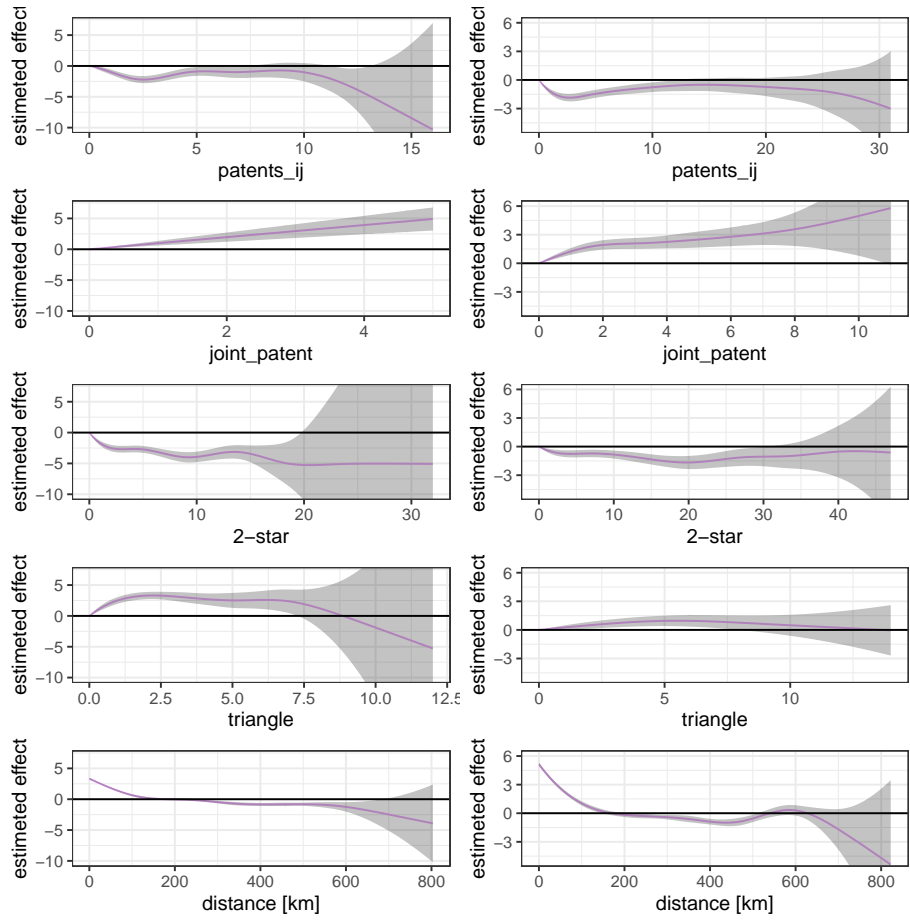 estimeted effect
5
0
−5
−10
0 5 10 15
patents_ij
estimeted effect
6
3
0
−3
0 10 20 30
patents_ij
estimeted effect
5
0
−5
−10
0 2 4
joint_patent
estimeted effect
6
3
0
−3
0 2 4 6 8 10
joint_patent
estimeted effect
5
0
−5
−10
0 10 20 30
2−star
estimeted effect
6
3
0
−3
0 10 20 30 40
2−star
estimeted effect
5
0
−5
−10
0.0 2.5 5.0 7.5 10.0 12.5
triangle
estimeted effect
6
3
0
−3
0 5 10
triangle
estimeted effect
5
0
−5
−10
0 200 400 600 800
distance [km]
estimeted effect
6
3
0
−3
0 200 400 600 800
distance [km]